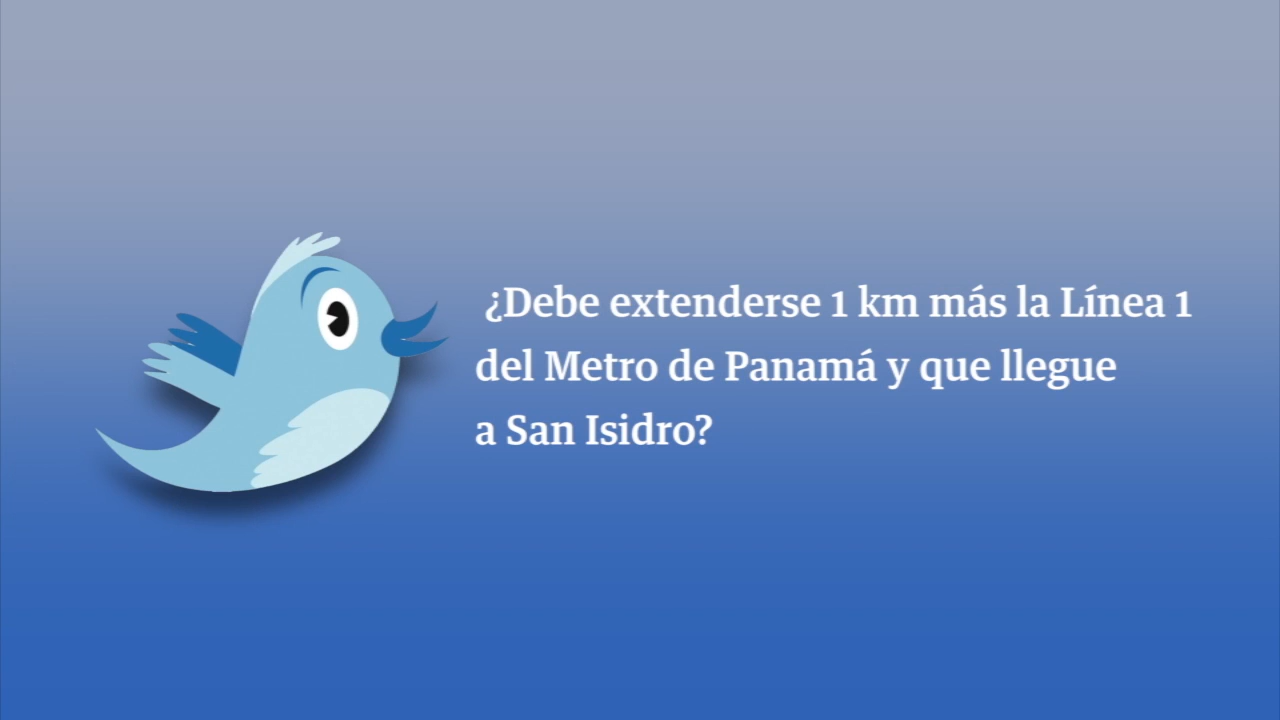 ¿Debe extenderse 1 km más la Línea 1
del Metro de Panamá y que llegue
a San Isidro?